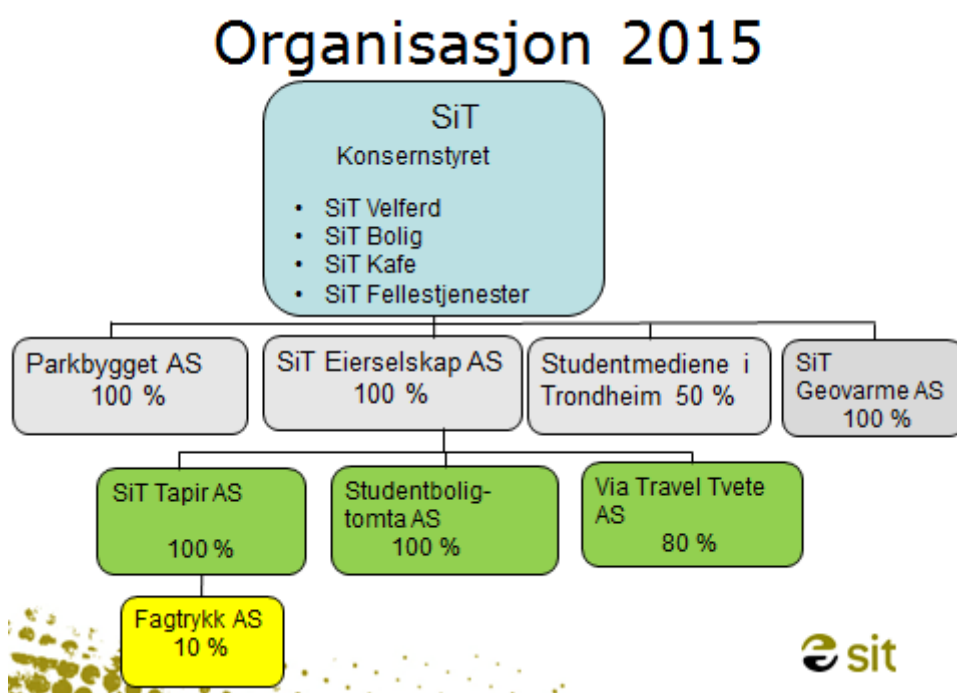 Organisasjon 2015
SiT
Konsernstyret
• SiT Velferd
• SiT Bolig
• SiT Kafe
• SiT Fellestjenester
Parkbygget AS
100 %
SiT Eierselskap AS
100 %
Studentmediene i
Trondheim 50 %
SiT
Geovarme AS
100 %
SiT Tapir AS
100 %
Studentbolig-
tomta AS
100 %
Via Travel Tvete
AS
80 %
Fagtrykk AS
10 %
sit